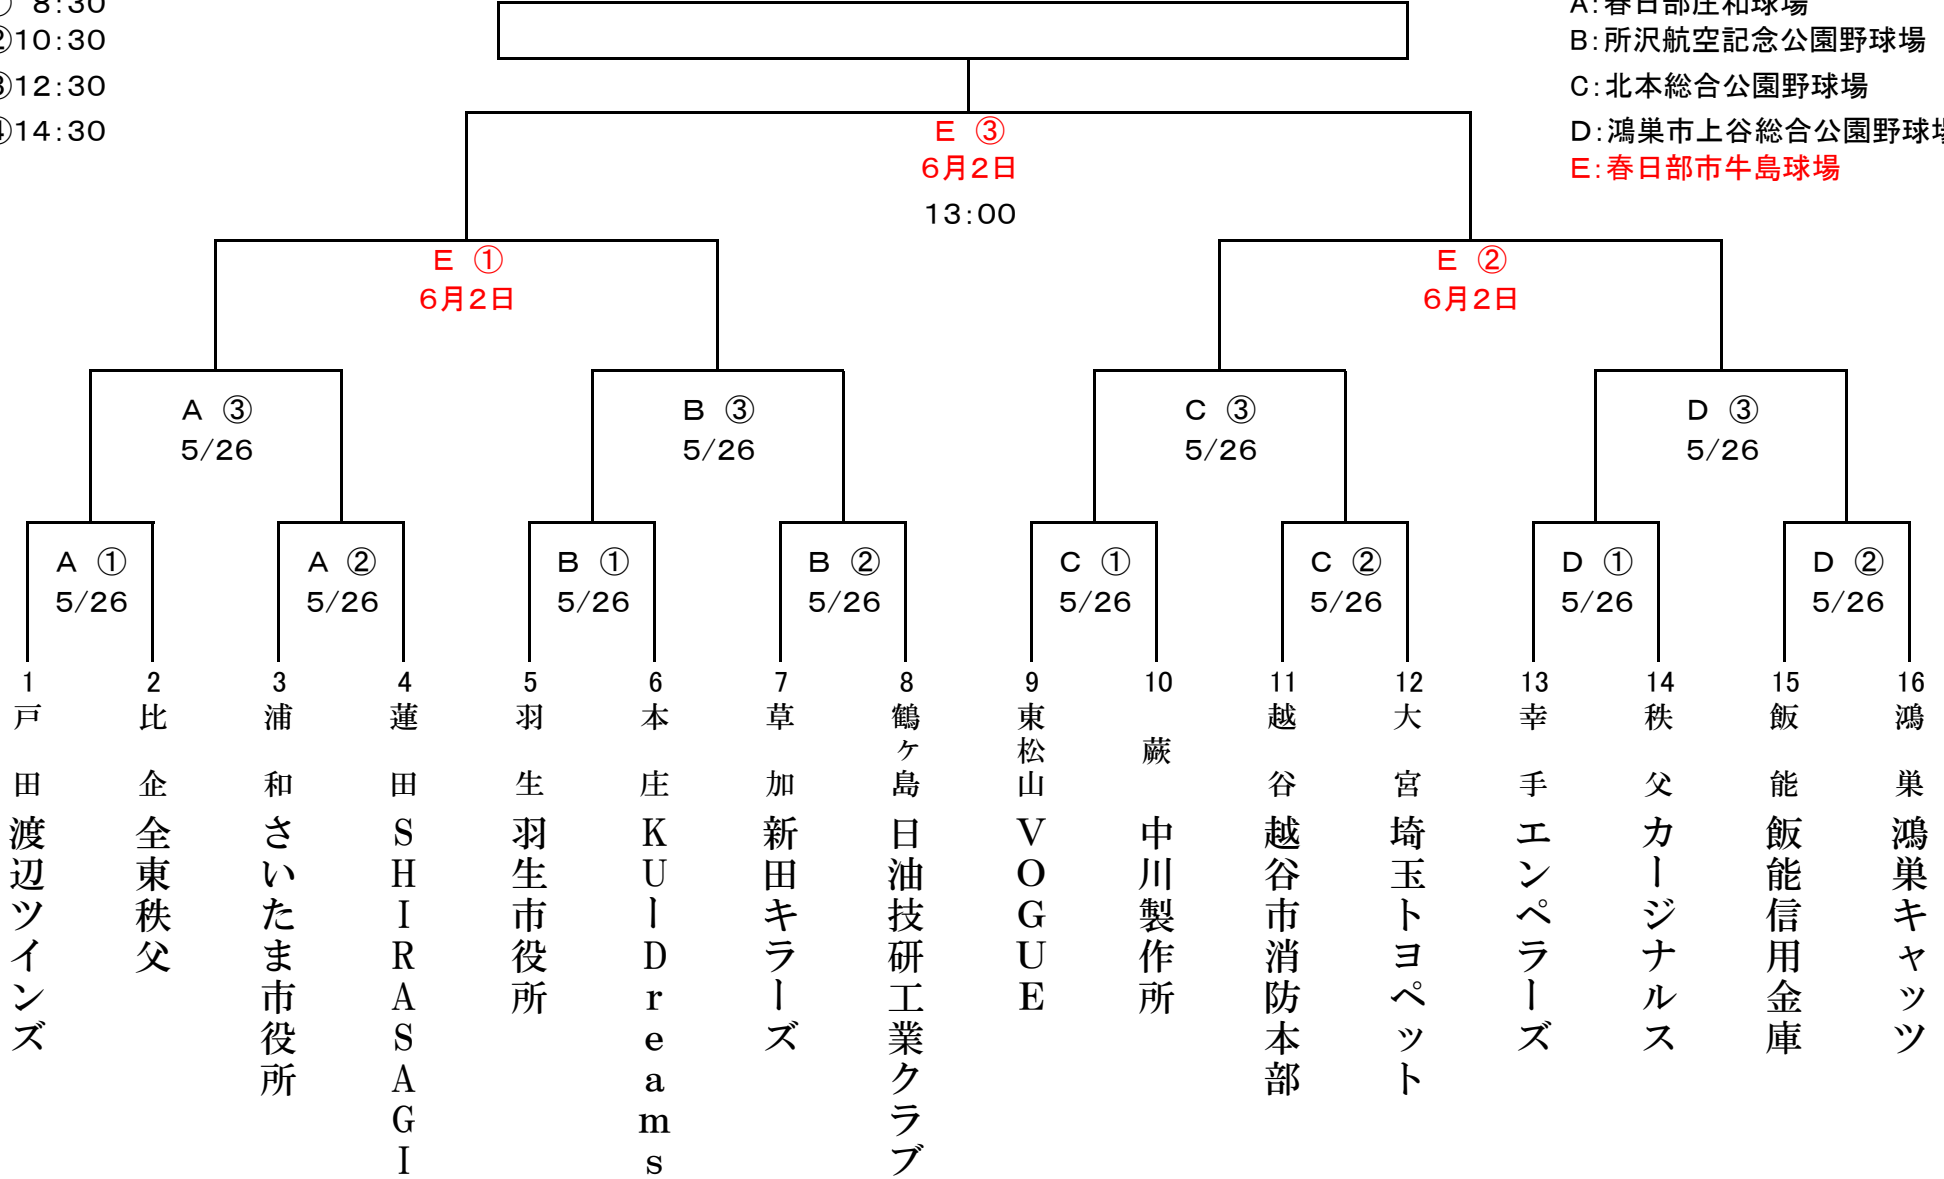 ① 8:30
②10:30
③12:30
④14:30
A:春日部庄和球場
B:所沢航空記念公園野球場
C:北本総合公園野球場
D:鴻巣市上谷総合公園野球場
E:春日部市牛島球場
E ③
6月2日
13:00
E ①
6月2日
E ②
6月2日
A ③
5/26
B ③
5/26
C ③
5/26
D ③
5/26
A ①
5/26
A ②
5/26
B ①
5/26
B ②
5/26
C ①
5/26
C ②
5/26
D ①
5/26
D ②
5/26
1
戸田
渡辺ツインズ
2
比企
全東秩父
3
浦和
さいたま市役所
4
蓮田
SHIRASAGI
5
羽生
羽生市役所
6
本庄
KUーDreams
7
草加
新田キラーズ
8
鶴ヶ島
日油技研工業クラブ
9
東松山
VOGUE
10
蕨
中川製作所
11
越谷
越谷市消防本部
12
大宮
埼玉トヨペット
13
幸手
エンペラーズ
14
秩父
カージナルス
15
飯能
飯能信用金庫
16
鴻巣
鴻巣キャッツ